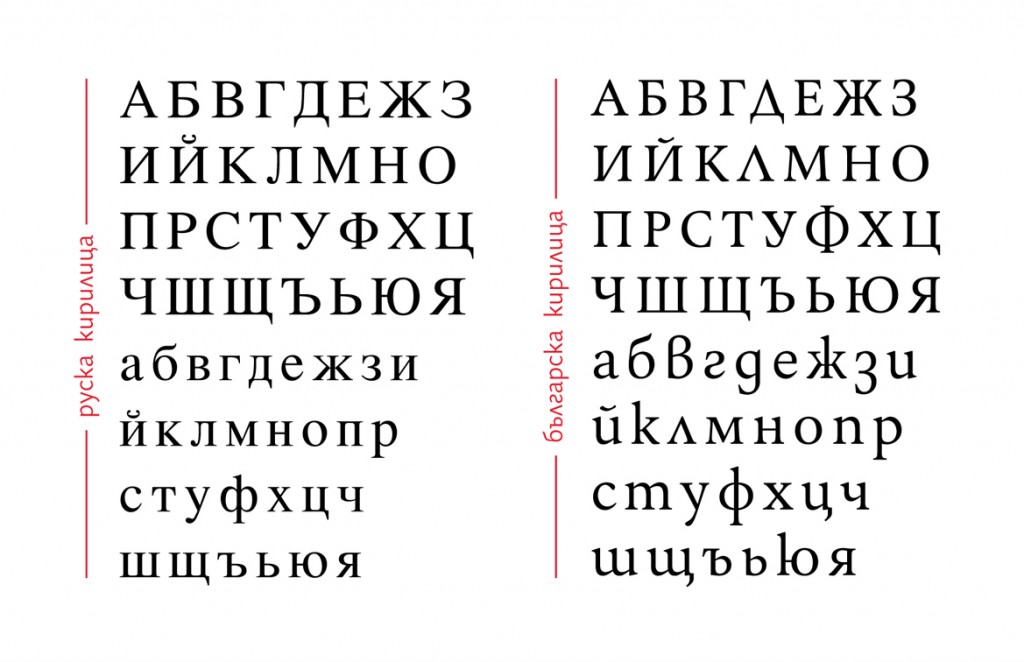 руска кирилица
АБВГДЕЖЗ
ИЙКЛМНО
ПРСТУФХЦ
ЧШЩЪЬЮЯ
абвгдежзи
йклмнопр
стуфхцч
шщъьюя
българска кирилица
АБВГДЕЖЗ
ИЙКЛМНО
ПРСТУФХЦ
ЧШЩЪЬЮЯ
абвгдежзи
йклмнопр
стуфхцч
шщъьюя